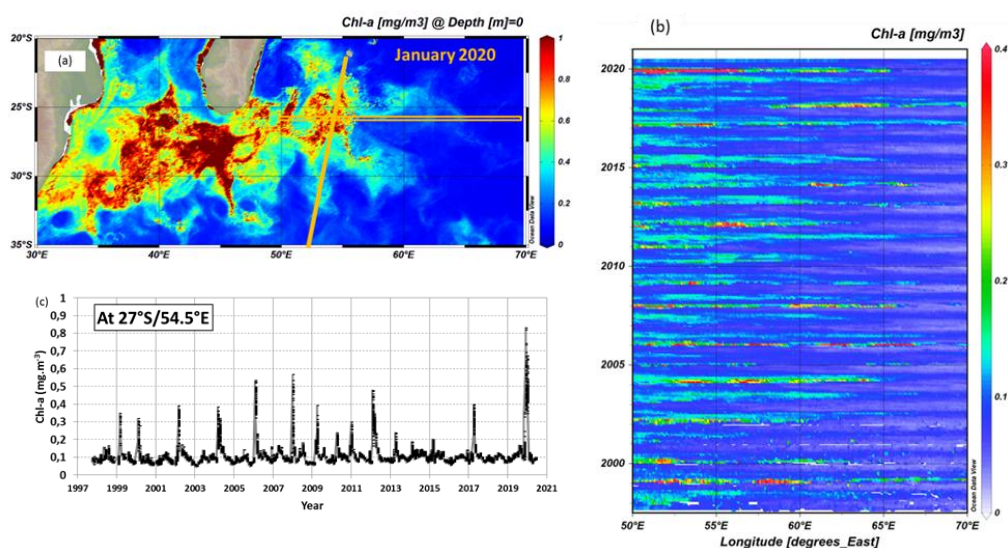 Chl-a [mg/m3] @ Depth [m]=0
(a)
January 2020
20°S
25°S
30°S
35°S
30°E 40°E 50°E 60°E 70°E
1
0.8
0.6
0.4
0.2
0
Ocean Data View
(c)
At 27°S/54.5°E
Chl-a (mg.m-3)
1
0,9
0,8
0,7
0,6
0,5
0,4
0,3
0,2
0,1
0
1997 1999 2001 2003 2005 2007 2009 2011 2013 2015 2017 2019 2021
Year
(b)
Chl-a [mg/m3]
2020
2015
2010
2005
2000
50°E 55°E 60°E 65°E 70°E
Longitude [degrees_East]
0.4
0.3
0.2
0.1
0
Ocean Data View